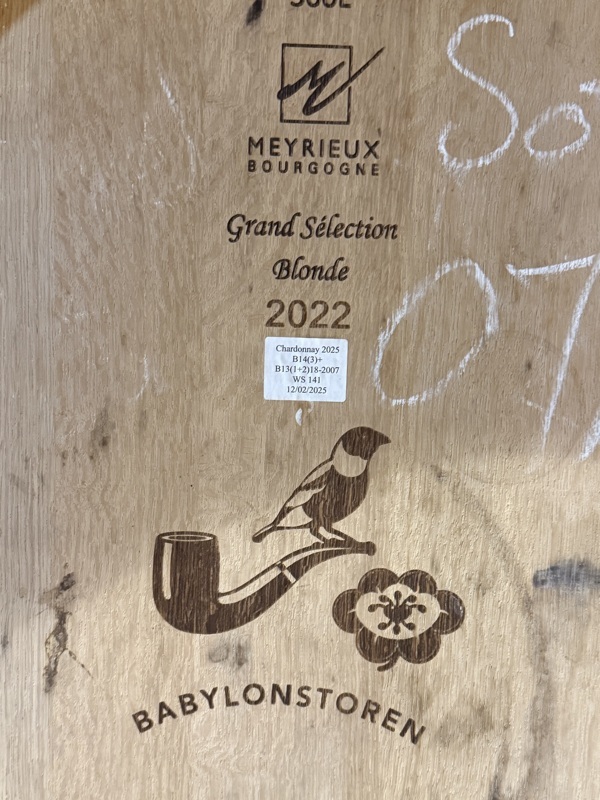 500L
MEYRIEUX
BOURGOGNE
Grand Sélection
Blonde
2022
Chardonnay 2025
B14(3)+
B13(1+2)18-2007
WS 141
12/02/2025
BABYLONSTOREN